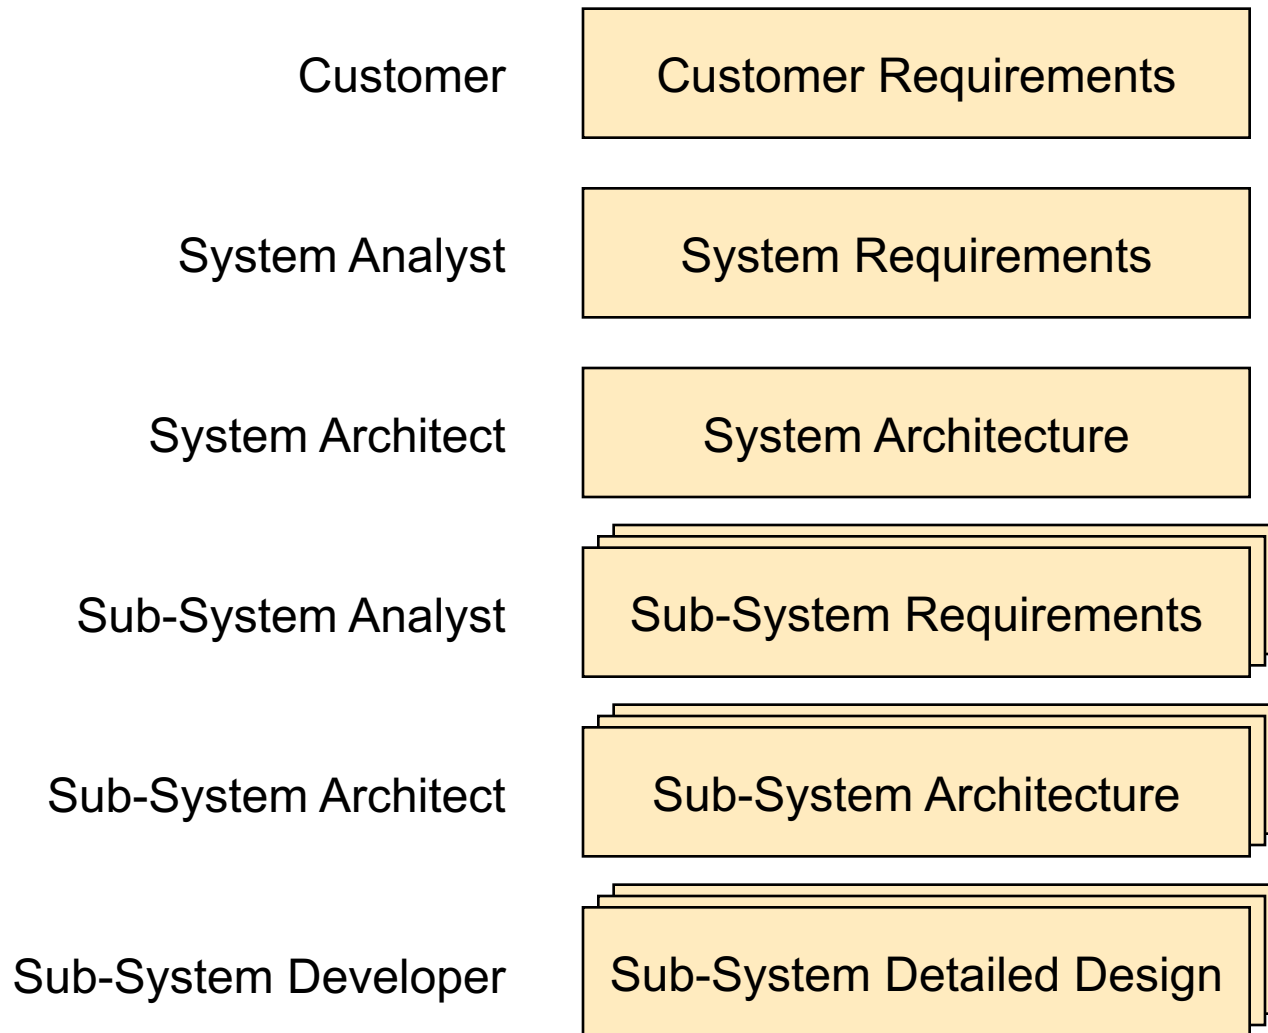 Customer
Customer Requirements
System Analyst
System Requirements
System Architect
System Architecture
Sub-System Analyst
Sub-System Requirements
Sub-System Architect
Sub-System Architecture
Sub-System Developer
Sub-System Detailed Design